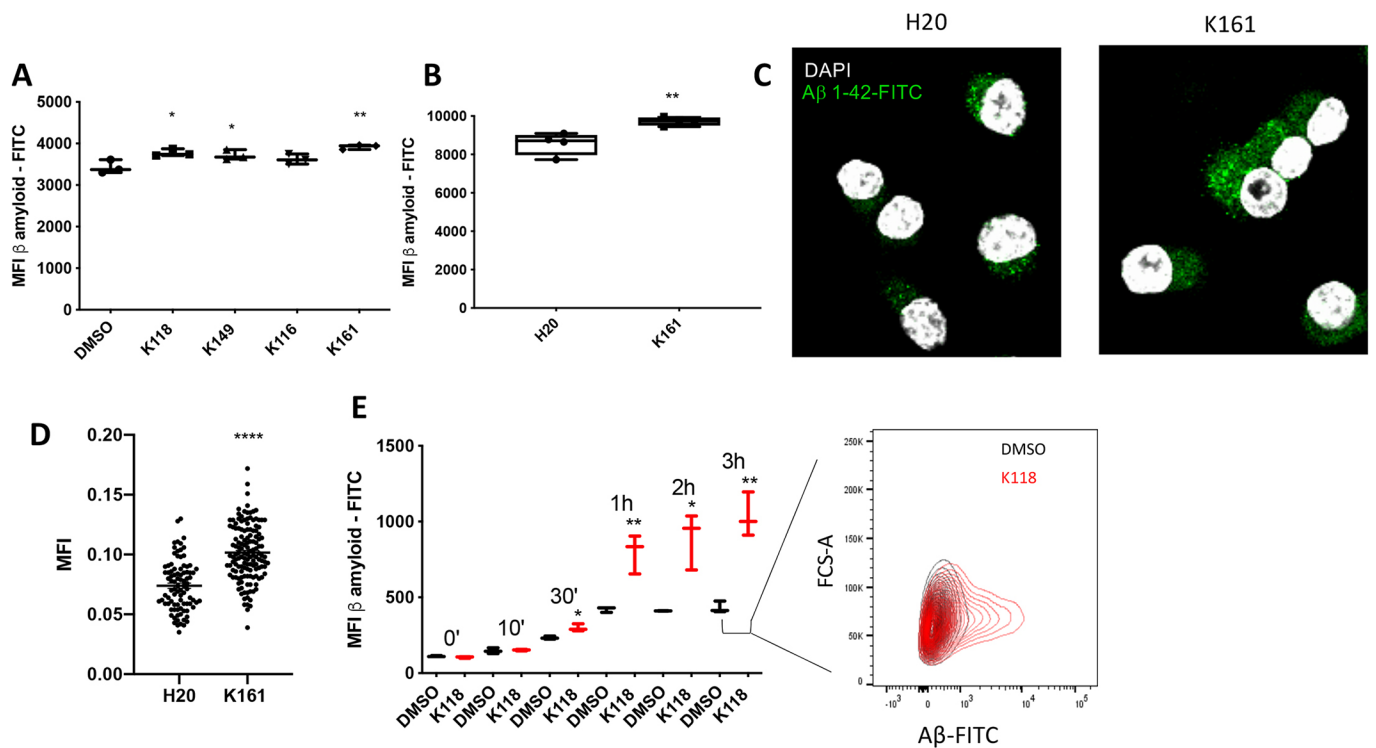 A
MFI β amyloid - FITC
5000
4000
3000
2000
1000
0
* * **
DMSO K118 K149 K116 K161
B
MFI β amyloid - FITC
10000
8000
6000
4000
2000
0
**
H20 K161
C
H20 K161
DAPI
Aβ 1-42-FITC
D
MFI
0.20
0.15
0.10
0.05
0.00
****
H20 K161
E
MFI β amyloid - FITC
1500
1000
500
0
0' 10' 30' 1h 2h 3h
* ** * **
DMSO K118 DMSO K118 DMSO K118 DMSO K118 DMSO K118 DMSO K118
FCS-A
250K
200K
150K
100K
50K
0
DMSO
K118
-10³ 0 10³ 10⁴ 10⁵
Aβ-FITC